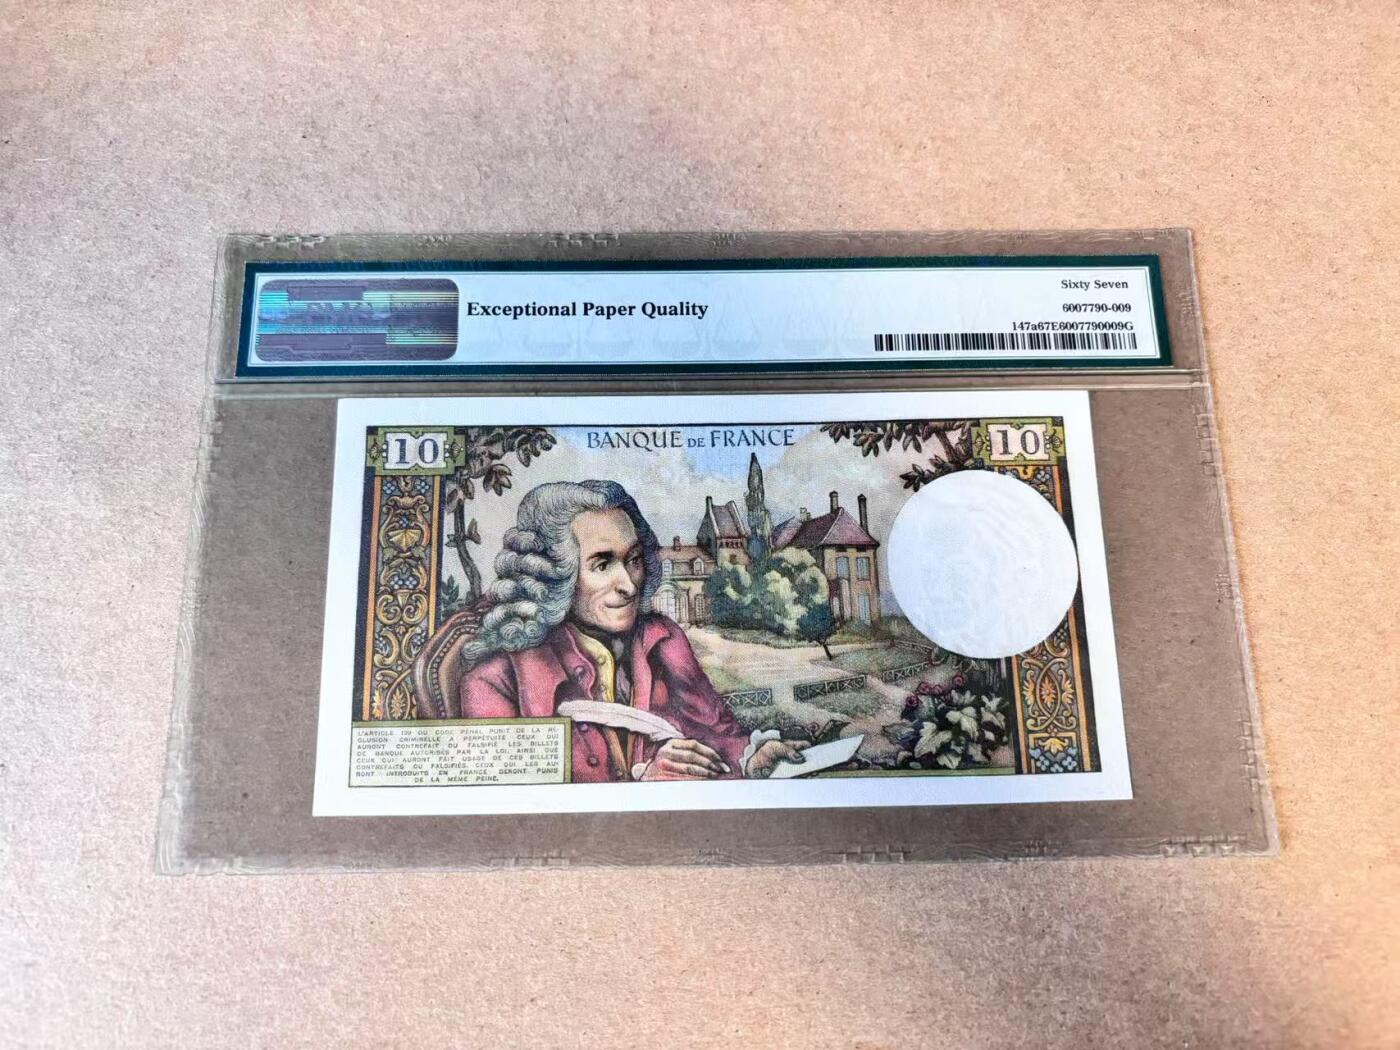 Sixty Seven
Exceptional Paper Quality
6007790-009
147a67E6007790009G
10
BANQUE DE FRANCE
10
L'ARTICLE 139 DU CODE PÉNAL PUNIT DE LA RÉ-
CLUSION CRIMINELLE À PERPÉTUITÉ CEUX QUI
AURONT CONTREFAIT OU FALSIFIÉ LES BILLETS
DE BANQUE AUTORISÉS PAR LA LOI, AINSI QUE
CEUX QUI AURONT FAIT USAGE DE CES BILLETS
CONTREFAITS OU FALSIFIÉS. CEUX QUI LES AU-
RONT INTRODUITS EN FRANCE SERONT PUNIS
DE LA MÊME PEINE.